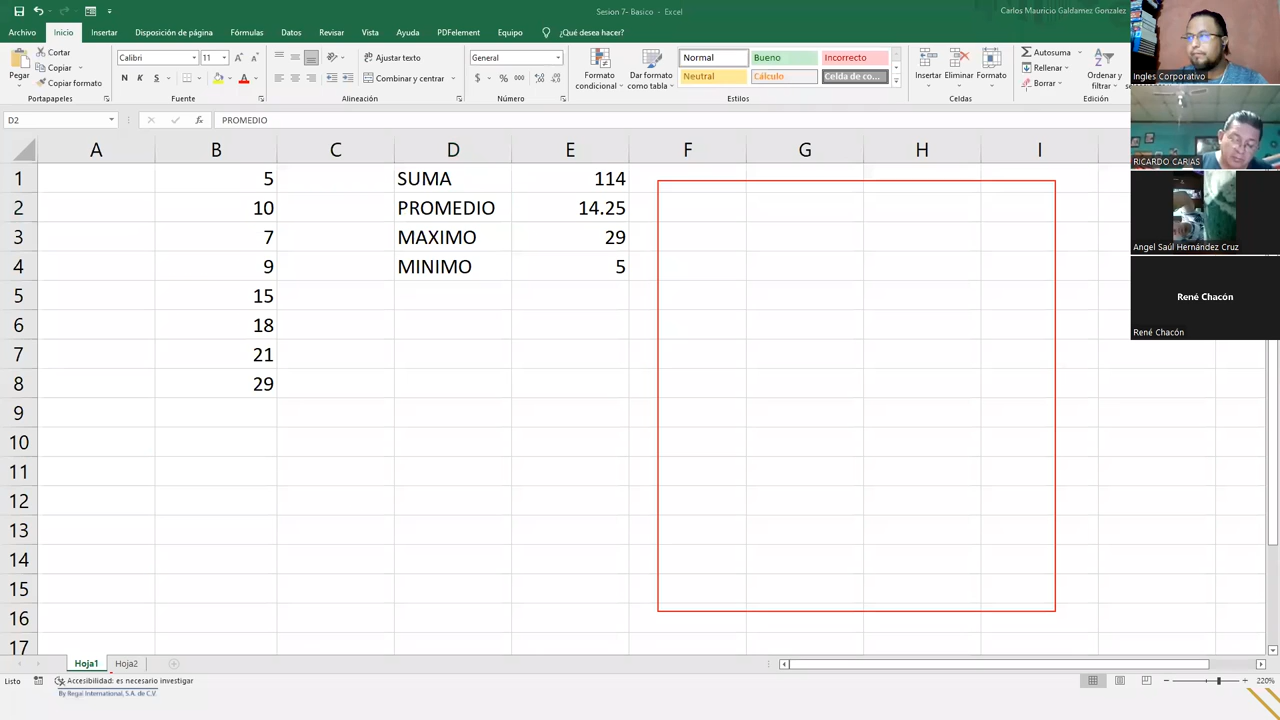 Sesion 7- Basico - Excel
Carlos Mauricio Galdamez Gonzalez
Archivo Inicio Insertar Disposición de página Fórmulas Datos Revisar Vista Ayuda PDFelement Equipo ¿Qué desea hacer?
Pegar
Cortar
Copiar
Copiar formato
Portapapeles
Calibri 11
N K S
Fuente
Ajustar texto
Combinar y centrar
Alineación
General
$ % 000
Número
Formato condicional
Dar formato como tabla
Normal Bueno Incorrecto
Neutral Cálculo Celda de co...
Estilos
Insertar Eliminar Formato
Celdas
Autosuma
Rellenar
Borrar
Ordenar y filtrar
Edición
D2 PROMEDIO
A B C D E F G H I
1 5 SUMA 114
2 10 PROMEDIO 14.25
3 7 MAXIMO 29
4 9 MINIMO 5
5 15
6 18
7 21
8 29
9
10
11
12
13
14
15
16
17
Ingles Corporativo
RICARDO CARIAS
Angel Saúl Hernández Cruz
René Chacón
René Chacón
Hoja1 Hoja2
Listo Accesibilidad: es necesario investigar
220%
By Regal International, S.A. de C.V.